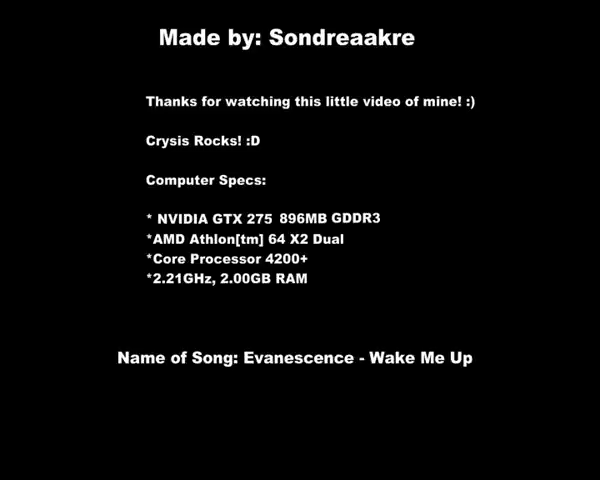 Made by: Sondreaakre
Thanks for watching this little video of mine! :)
Crysis Rocks! :D
Computer Specs:
* NVIDIA GTX 275 896MB GDDR3
*AMD Athlon[tm] 64 X2 Dual
*Core Processor 4200+
*2.21GHz, 2.00GB RAM
Name of Song: Evanescence - Wake Me Up